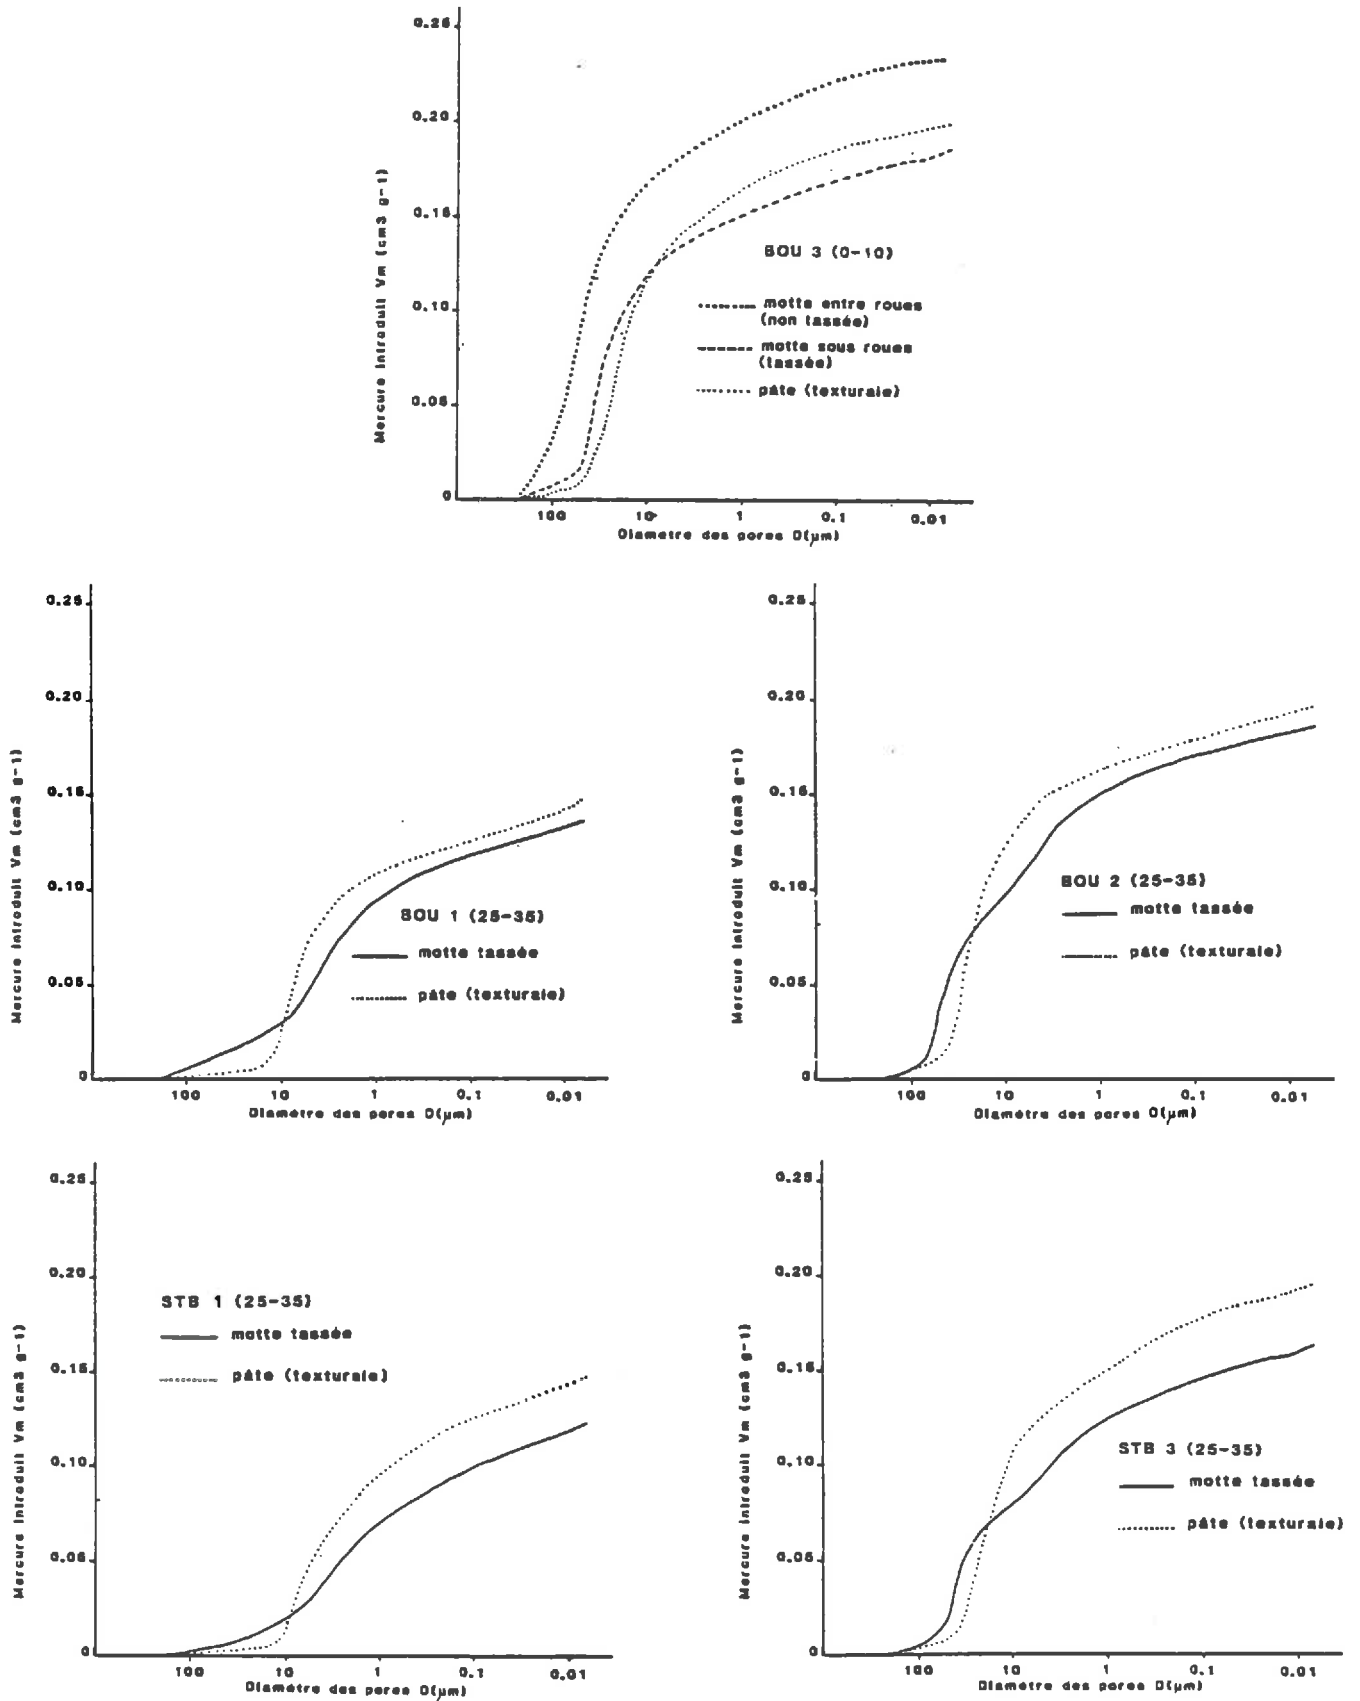 0.25
0.20
0.15
0.10
0.05
0
Mercure introduit Vm (cm3 g-1)
BOU 3 (0-10)
motte entre roues
(non tassée)
motte sous roues
(tassée)
pâte (texturale)
100 10 1 0.1 0.01
Diametre des pores D(µm)
0.25
0.20
0.15
0.10
0.05
0
Mercure introduit Vm (cm3 g-1)
BOU 1 (25-35)
motte tassée
pâte (texturale)
100 10 1 0.1 0.01
Diamétre des pores D(µm)
0.25
0.20
0.15
0.10
0.05
0
Mercure introduit Vm (cm3 g-1)
BOU 2 (25-35)
motte tassée
pâte (texturale)
100 10 1 0.1 0.01
Diamétre des pores D(µm)
0.25
0.20
0.15
0.10
0.05
0
Mercure introduit Vm (cm3 g-1)
STB 1 (25-35)
motte tassée
pâte (texturale)
100 10 1 0.1 0.01
Diamétre des pores D(µm)
0.25
0.20
0.15
0.10
0.05
0
Mercure introduit Vm (cm3 g-1)
STB 3 (25-35)
motte tassée
pâte (texturale)
100 10 1 0.1 0.01
Diamétre des pores D(µm)